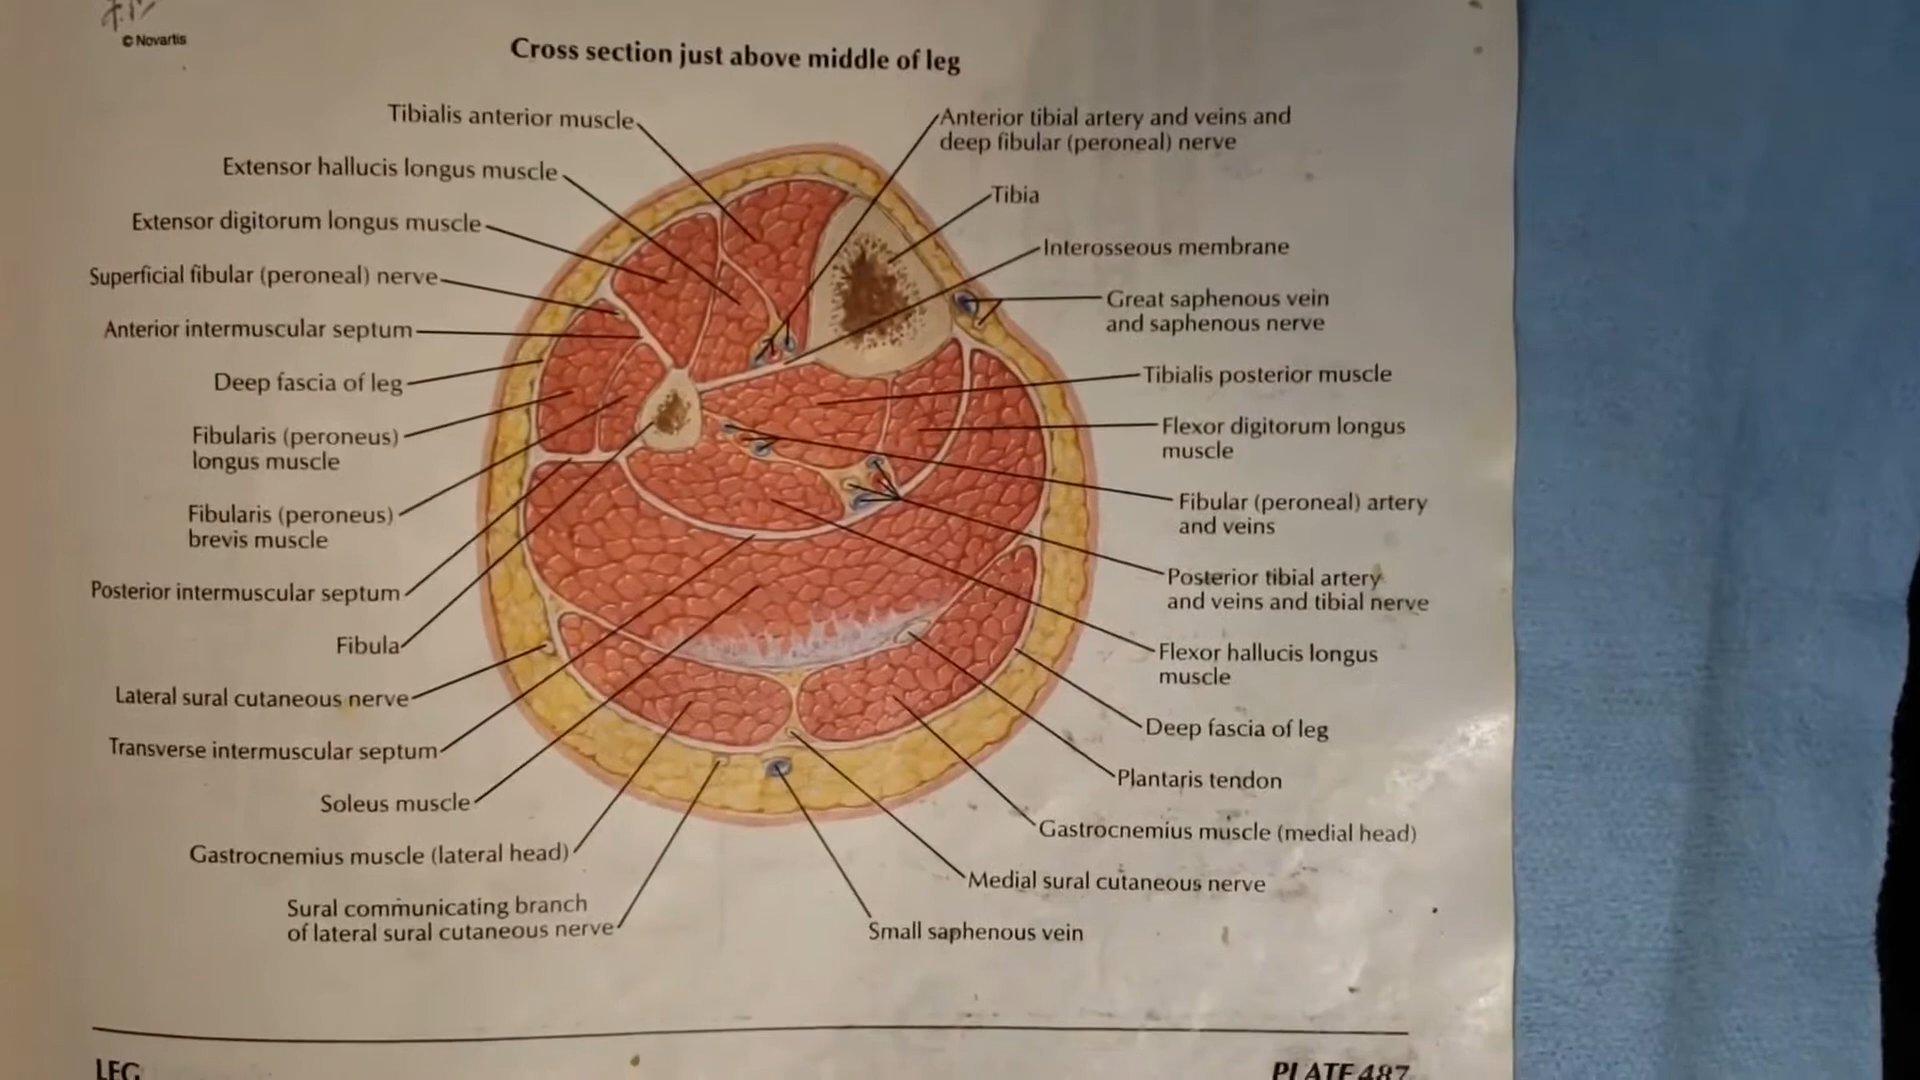 © Novartis
Cross section just above middle of leg
Tibialis anterior muscle
Extensor hallucis longus muscle
Extensor digitorum longus muscle
Superficial fibular (peroneal) nerve
Anterior intermuscular septum
Deep fascia of leg
Fibularis (peroneus)
longus muscle
Fibularis (peroneus)
brevis muscle
Posterior intermuscular septum
Fibula
Lateral sural cutaneous nerve
Transverse intermuscular septum
Soleus muscle
Gastrocnemius muscle (lateral head)
Sural communicating branch
of lateral sural cutaneous nerve
Anterior tibial artery and veins and
deep fibular (peroneal) nerve
Tibia
Interosseous membrane
Great saphenous vein
and saphenous nerve
Tibialis posterior muscle
Flexor digitorum longus
muscle
Fibular (peroneal) artery
and veins
Posterior tibial artery
and veins and tibial nerve
Flexor hallucis longus
muscle
Deep fascia of leg
Plantaris tendon
Gastrocnemius muscle (medial head)
Medial sural cutaneous nerve
Small saphenous vein
LEG
PLATE 487